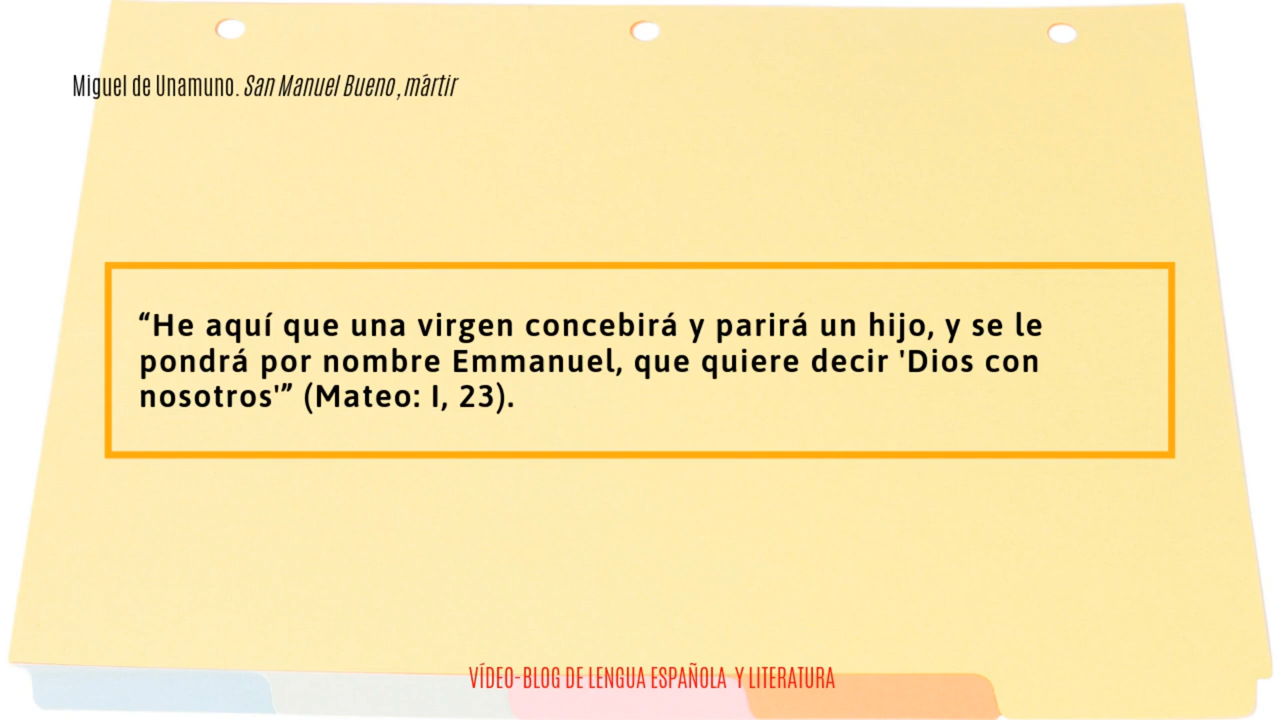 Miguel de Unamuno. San Manuel Bueno, mártir
“He aquí que una virgen concebirá y parirá un hijo, y se le
pondrá por nombre Emmanuel, que quiere decir 'Dios con
nosotros'” (Mateo: I, 23).
VÍDEO-BLOG DE LENGUA ESPAÑOLA Y LITERATURA